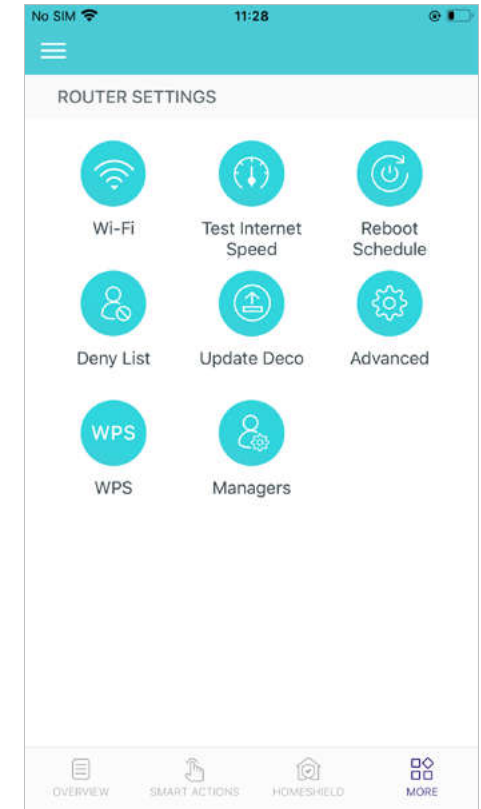 No SIM 11:28
ROUTER SETTINGS
Wi-Fi Test Internet Speed Reboot Schedule
Deny List Update Deco Advanced
WPS
WPS Managers
OVERVIEW SMART ACTIONS HOMESHIELD MORE